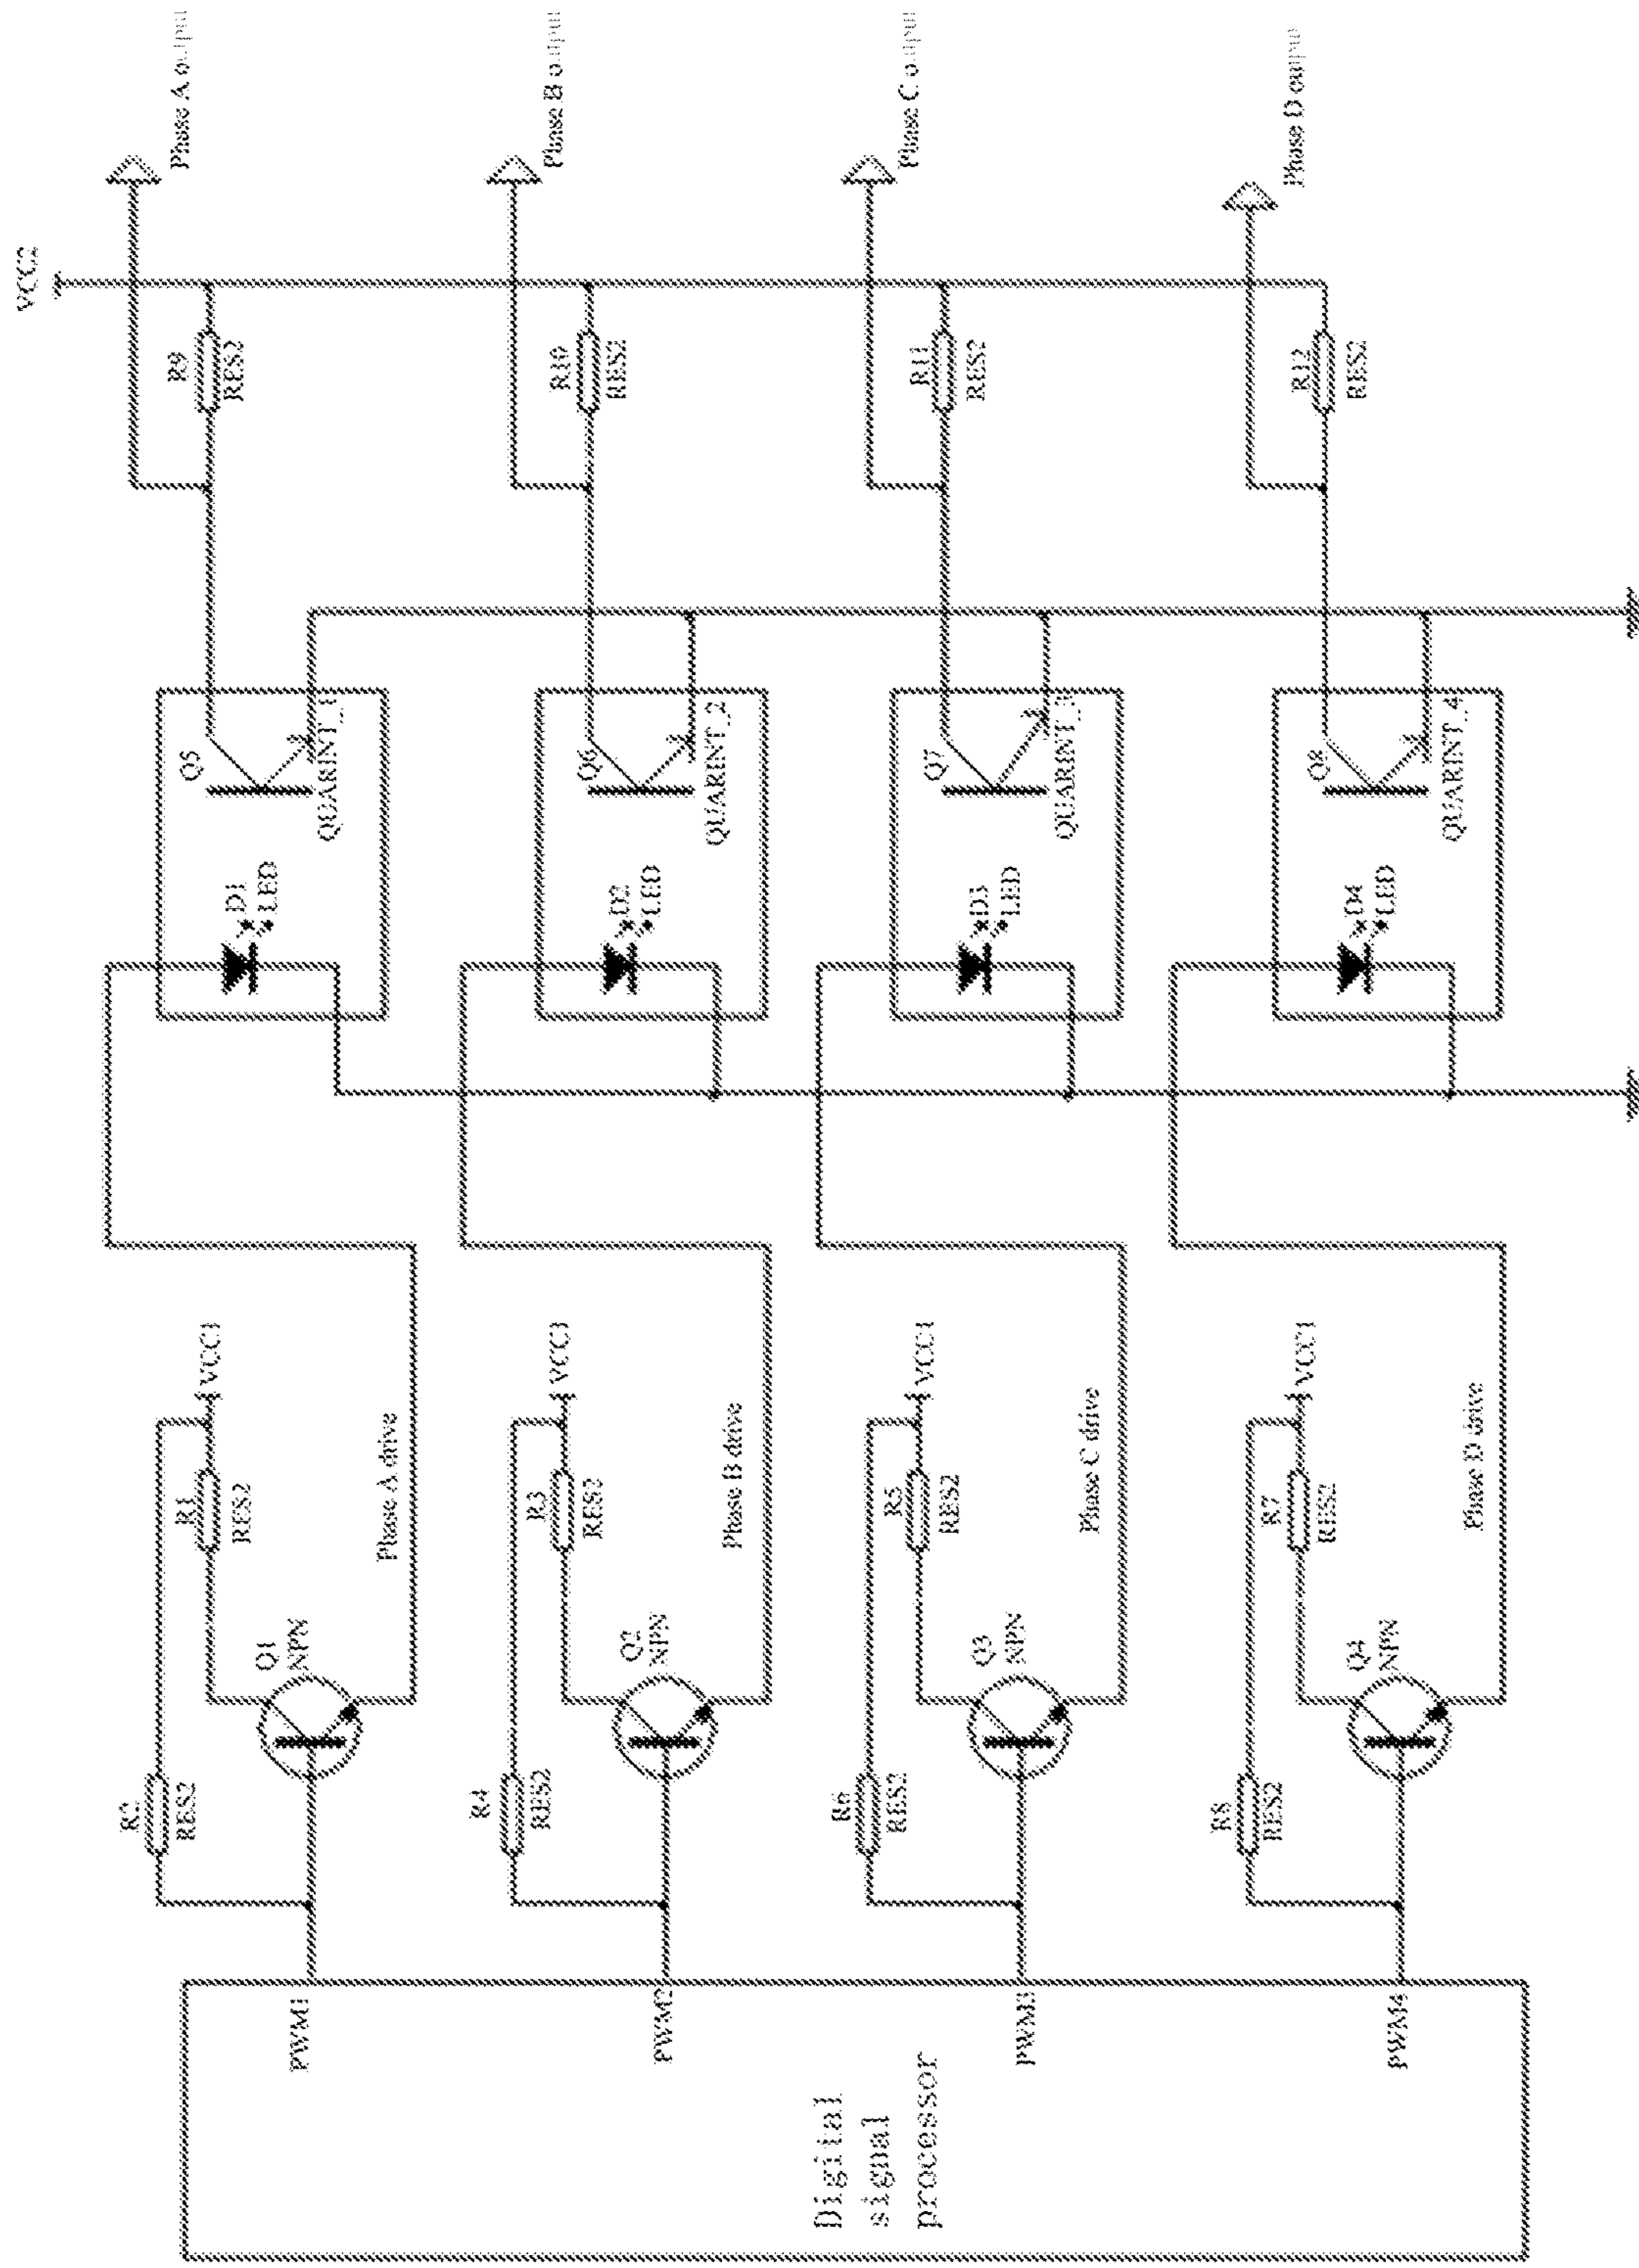 Digital
signal
processor
PWM1
R2
RES2
Q1
NPN
R1
RES2
VCC1
Phase A drive
D1
LED
Q5
QUARINT_1
R9
RES2
VCC2
Phase A output
PWM2
R4
RES2
Q2
NPN
R3
RES2
VCC1
Phase B drive
D2
LED
Q6
QUARINT_2
R10
RES2
Phase B output
PWM3
R6
RES2
Q3
NPN
R5
RES2
VCC1
Phase C drive
D3
LED
Q7
QUARINT_3
R11
RES2
Phase C output
PWM4
R8
RES2
Q4
NPN
R7
RES2
VCC1
Phase D drive
D4
LED
Q8
QUARINT_4
R12
RES2
Phase D output